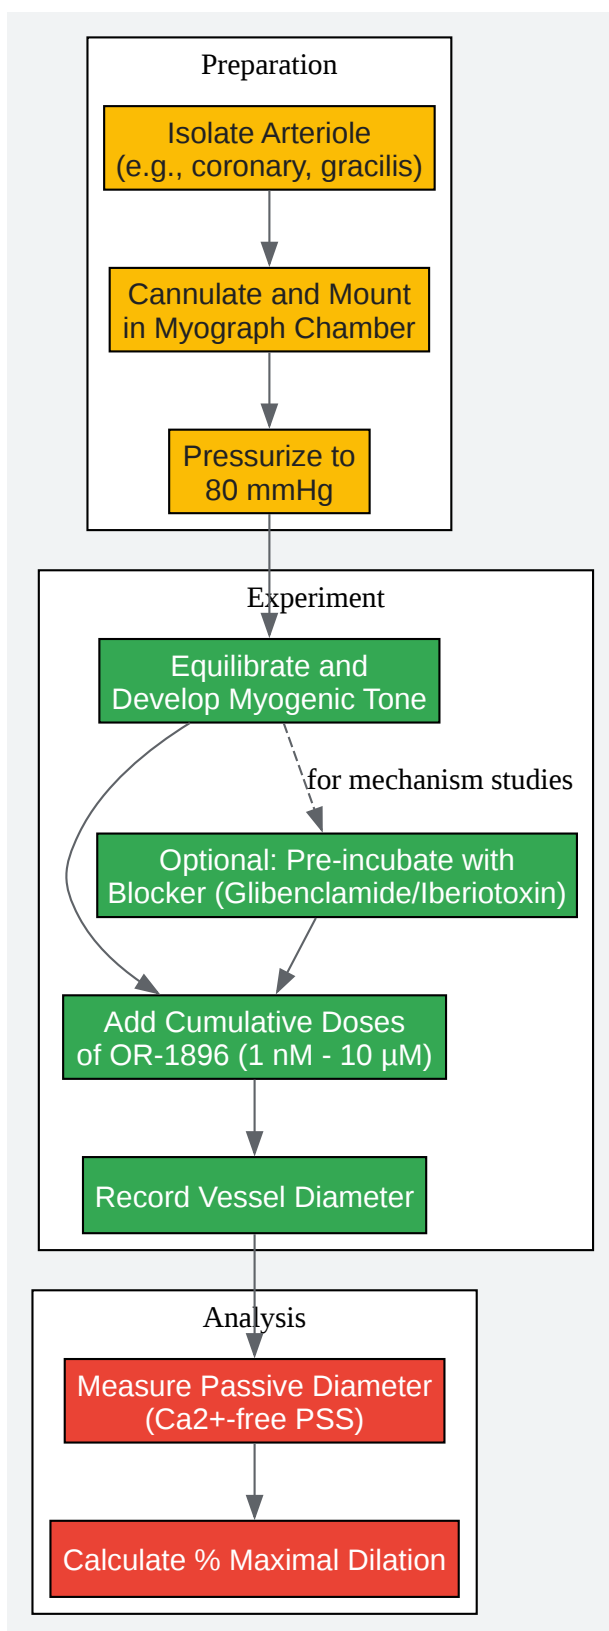 Preparation
Isolate Arteriole
(e.g., coronary, gracilis)
Cannulate and Mount
in Myograph Chamber
Pressurize to
80 mmHg
Experiment
Equilibrate and
Develop Myogenic Tone
for mechanism studies
Optional: Pre-incubate with
Blocker (Glibenclamide/Iberiotoxin)
Add Cumulative Doses
of OR-1896 (1 nM - 10 µM)
Record Vessel Diameter
Analysis
Measure Passive Diameter
(Ca2+-free PSS)
Calculate % Maximal Dilation